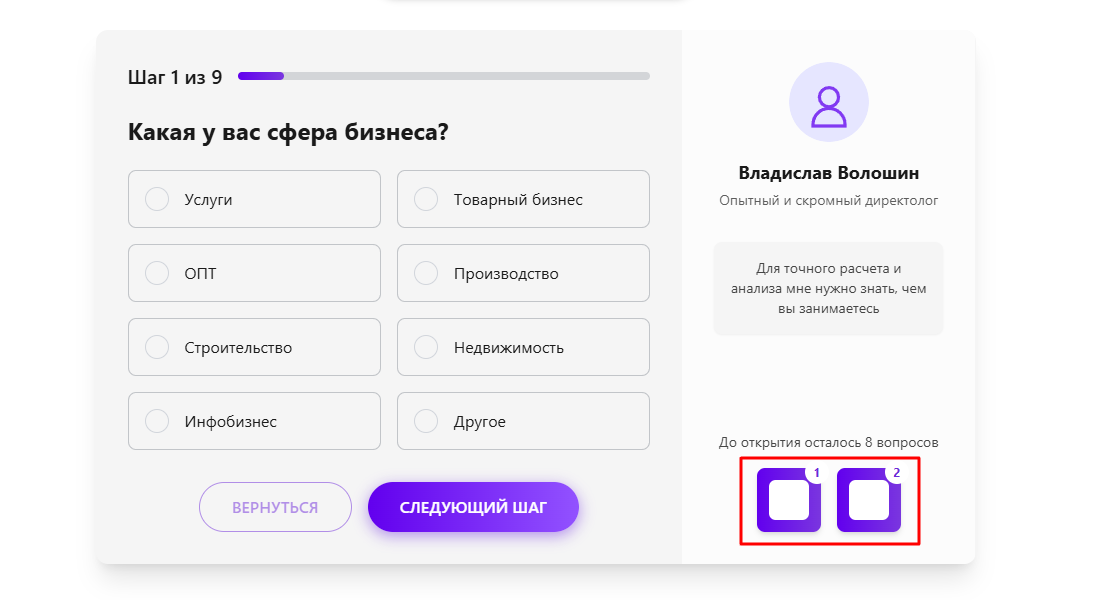 Шаг 1 из 9
Какая у вас сфера бизнеса?
Услуги
Товарный бизнес
ОПТ
Производство
Строительство
Недвижимость
Инфобизнес
Другое
ВЕРНУТЬСЯ
СЛЕДУЮЩИЙ ШАГ
Владислав Волошин
Опытный и скромный директолог
Для точного расчета и
анализа мне нужно знать, чем
вы занимаетесь
До открытия осталось 8 вопросов
1
2